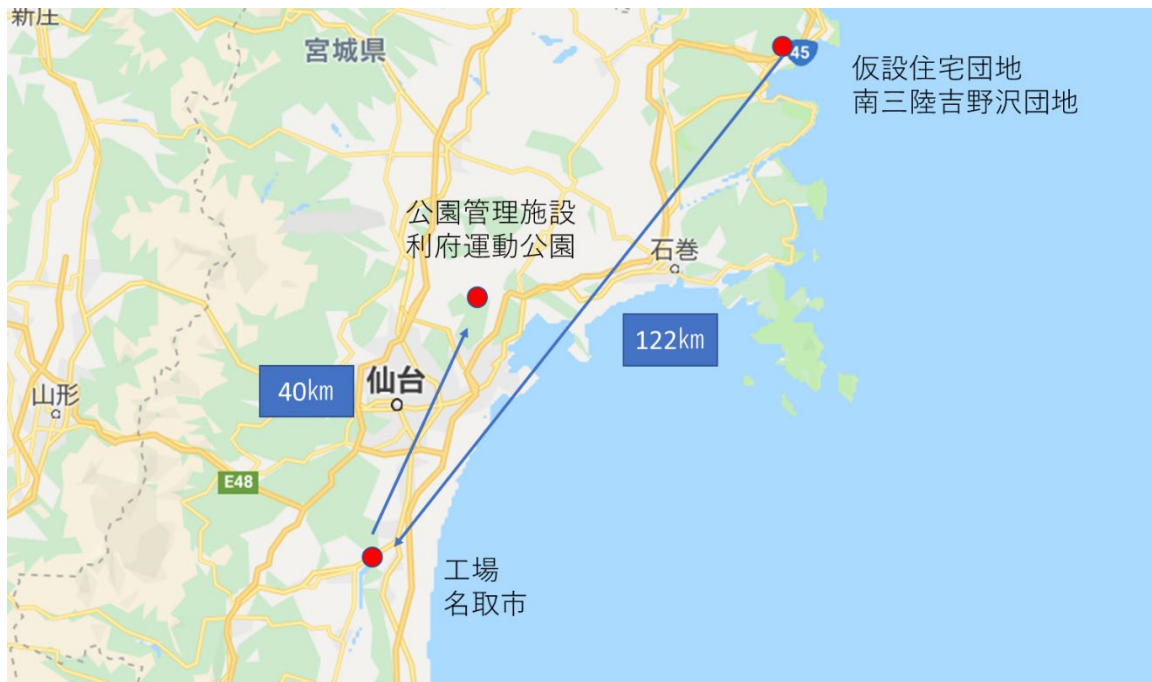 新庄
宮城県
45
仮設住宅団地
南三陸吉野沢団地
公園管理施設
利府運動公園
石巻
122㎞
40㎞
仙台
山形
E48
工場
名取市